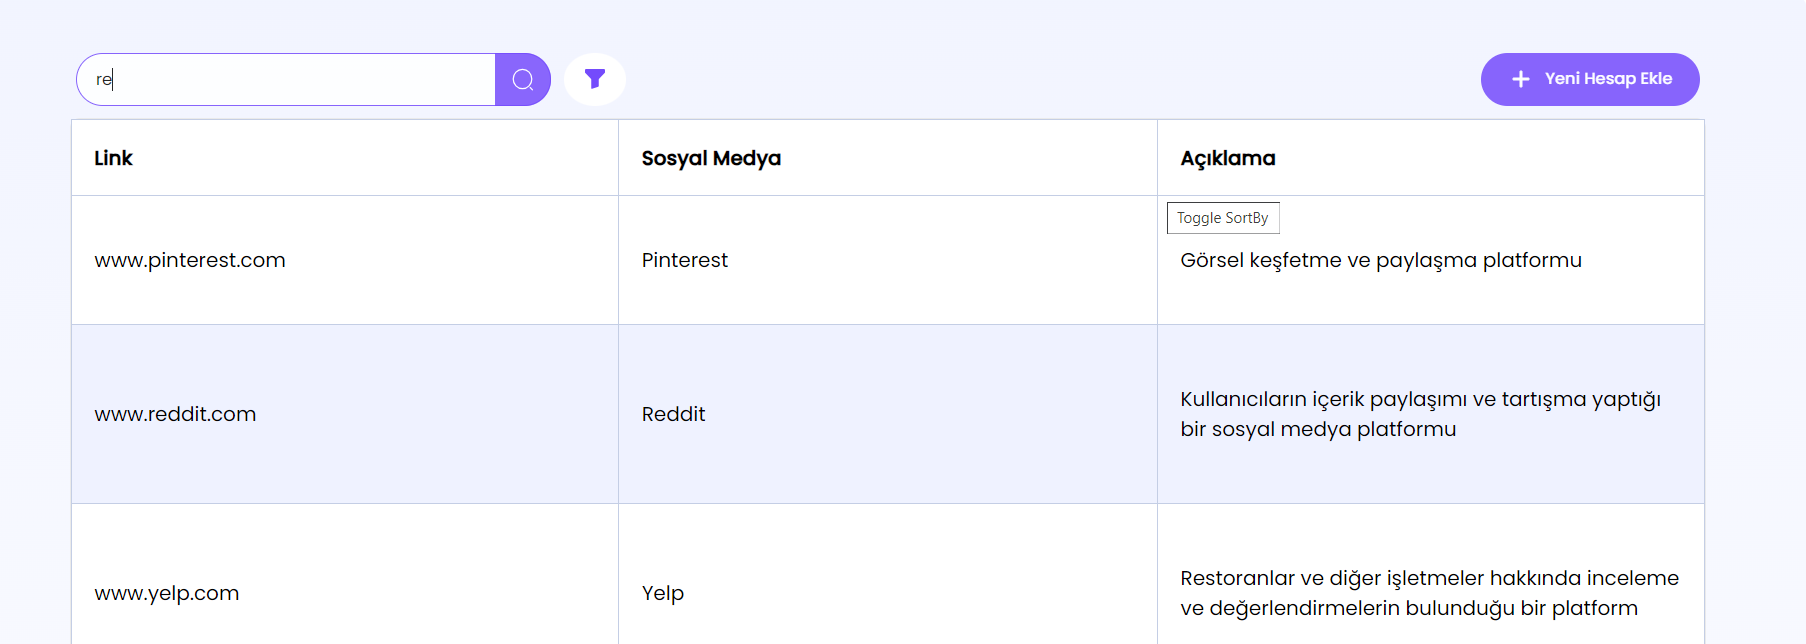 re
Yeni Hesap Ekle
Link
Sosyal Medya
Açıklama
Toggle SortBy
www.pinterest.com
Pinterest
Görsel keşfetme ve paylaşma platformu
www.reddit.com
Reddit
Kullanıcıların içerik paylaşımı ve tartışma yaptığı
bir sosyal medya platformu
www.yelp.com
Yelp
Restoranlar ve diğer işletmeler hakkında inceleme
ve değerlendirmelerin bulunduğu bir platform